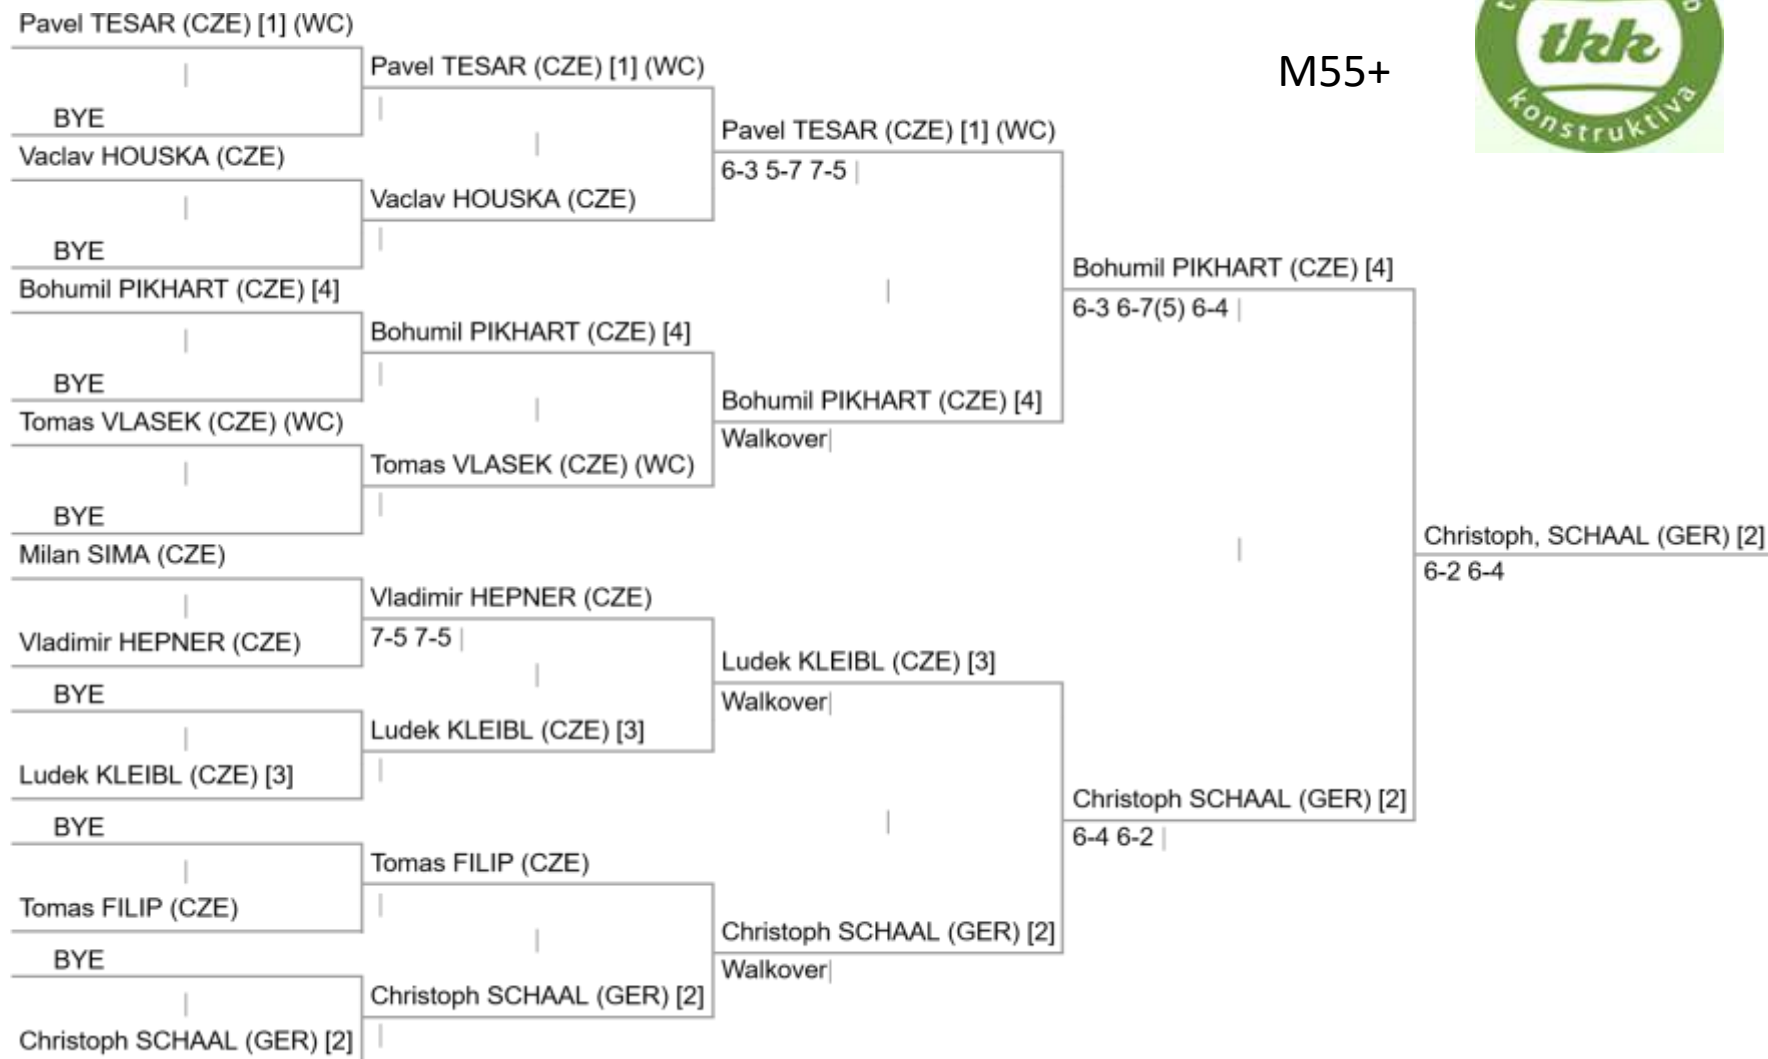 Pavel TESAR (CZE) [1] (WC)
BYE
Vaclav HOUSKA (CZE)
BYE
Bohumil PIKHART (CZE) [4]
BYE
Tomas VLASEK (CZE) (WC)
BYE
Milan SIMA (CZE)
Vladimir HEPNER (CZE)
BYE
Ludek KLEIBL (CZE) [3]
BYE
Tomas FILIP (CZE)
BYE
Christoph SCHAAL (GER) [2]
Pavel TESAR (CZE) [1] (WC)
Vaclav HOUSKA (CZE)
Bohumil PIKHART (CZE) [4]
Tomas VLASEK (CZE) (WC)
Vladimir HEPNER (CZE)
7-5 7-5
Ludek KLEIBL (CZE) [3]
Tomas FILIP (CZE)
Christoph SCHAAL (GER) [2]
Pavel TESAR (CZE) [1] (WC)
6-3 5-7 7-5
Bohumil PIKHART (CZE) [4]
Walkover
Ludek KLEIBL (CZE) [3]
Walkover
Christoph SCHAAL (GER) [2]
Walkover
Bohumil PIKHART (CZE) [4]
6-3 6-7(5) 6-4
Christoph SCHAAL (GER) [2]
6-4 6-2
Christoph, SCHAAL (GER) [2]
6-2 6-4
M55+
tkk
konstruktiva